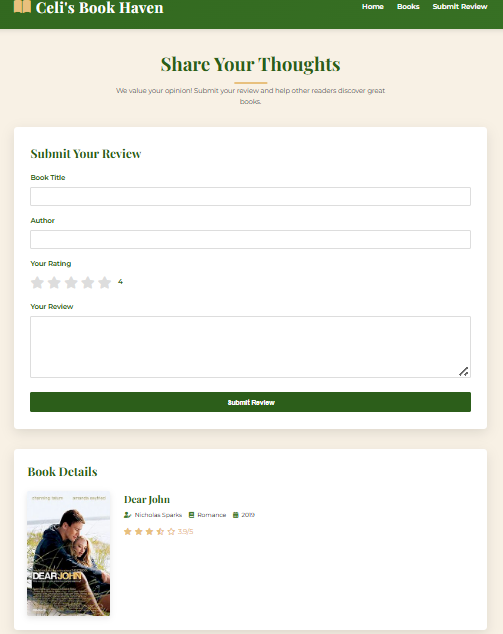 Celi's Book Haven
Home Books Submit Review
Share Your Thoughts
We value your opinion! Submit your review and help other readers discover great
books.
Submit Your Review
Book Title
Author
Your Rating
4
Your Review
Submit Review
Book Details
Dear John
Nicholas Sparks Romance 2019
3.9/5
channing tatum amanda seyfried
DEAR JOHN